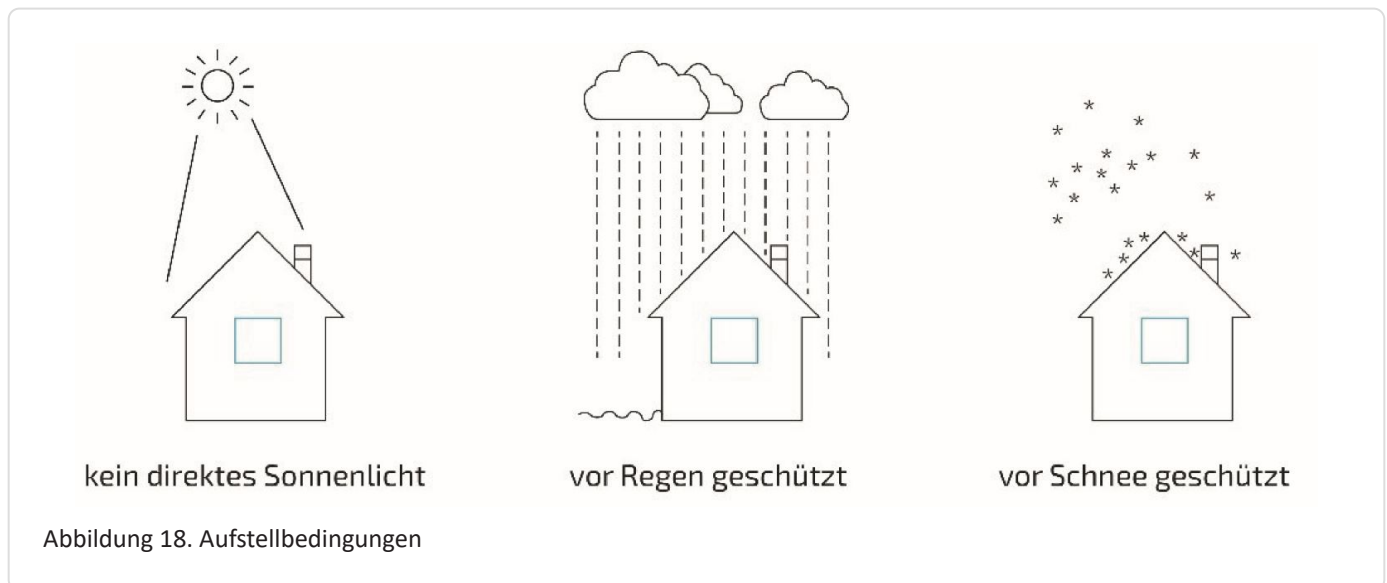 kein direktes Sonnenlicht
vor Regen geschützt
vor Schnee geschützt
Abbildung 18. Aufstellbedingungen